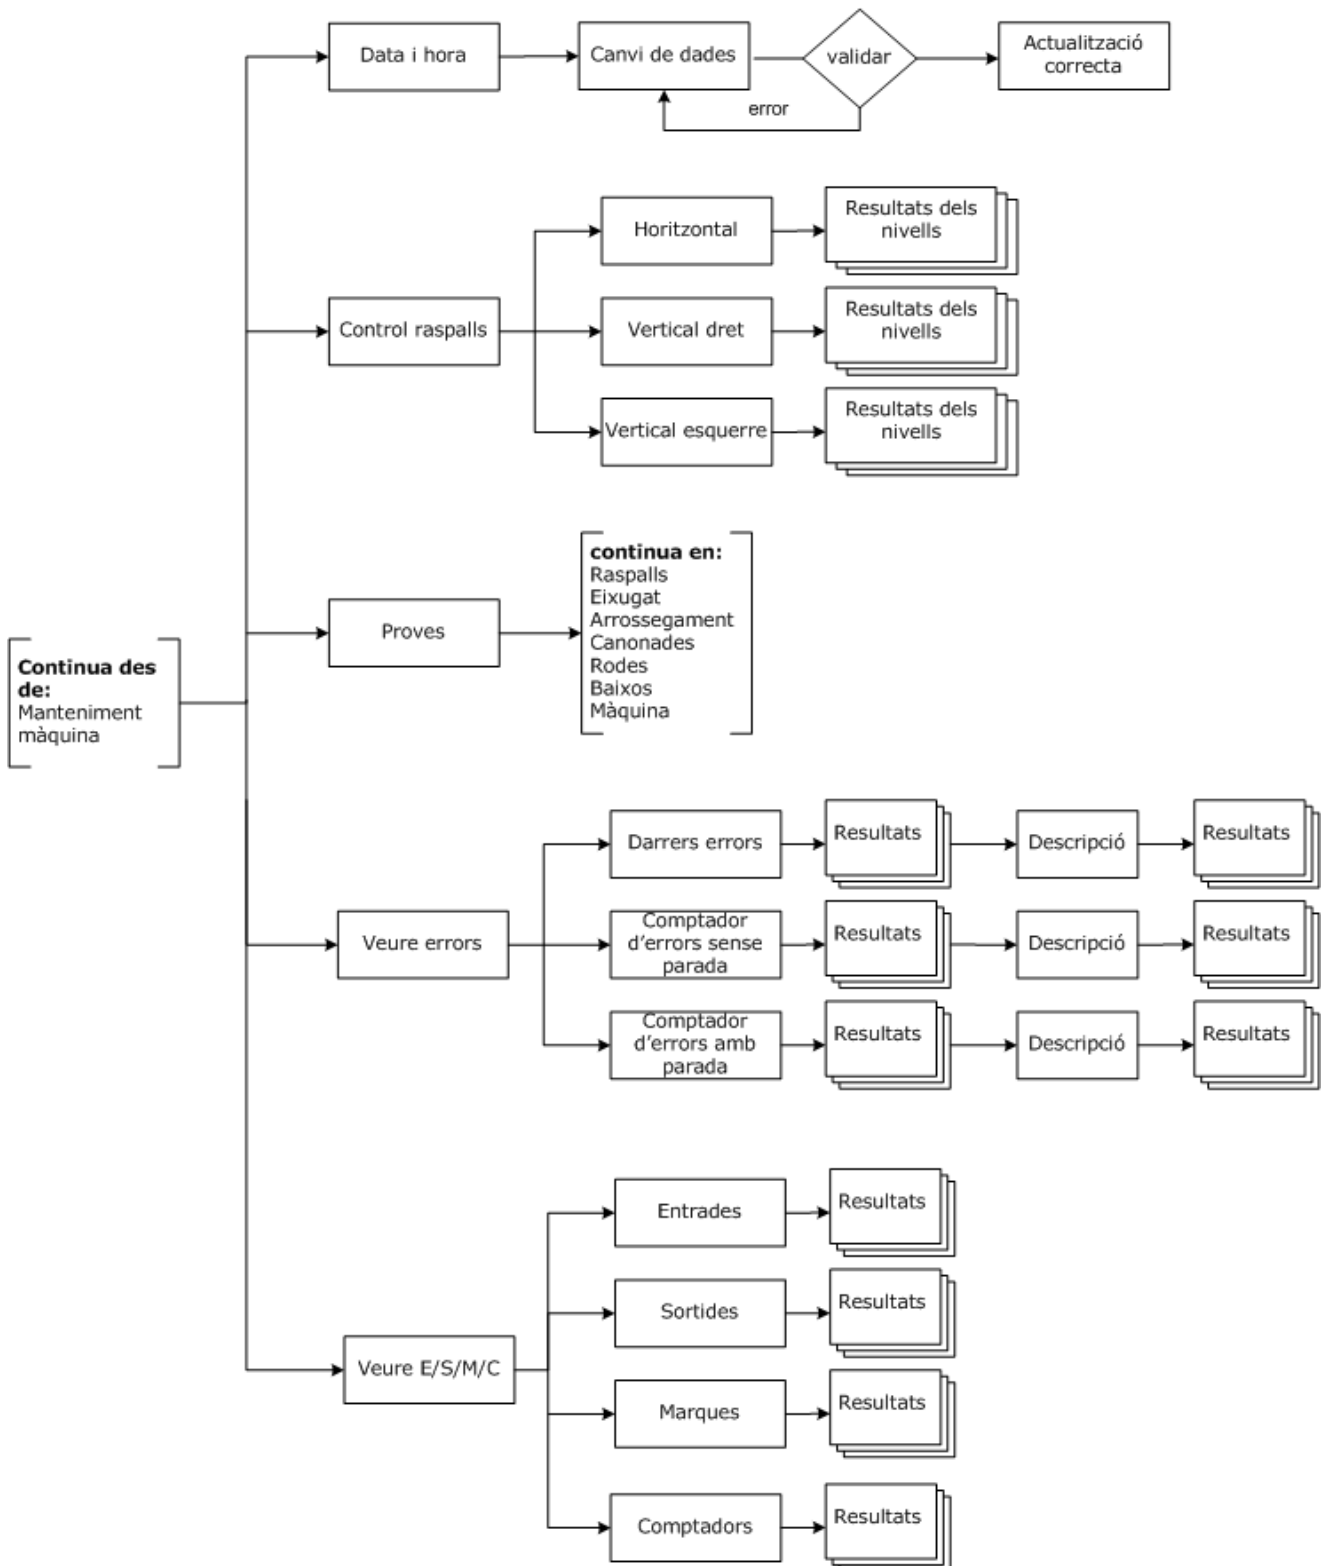 Data i hora
Canvi de dades
validar
Actualització
correcta
error
Horitzontal
Resultats dels
nivells
Control raspalls
Vertical dret
Resultats dels
nivells
Vertical esquerre
Resultats dels
nivells
Continua des
de:
Manteniment
màquina
Proves
continua en:
Raspalls
Eixugat
Arrossegament
Canonades
Rodes
Baixos
Màquina
Darrers errors
Resultats
Descripció
Resultats
Veure errors
Comptador
d'errors sense
parada
Resultats
Descripció
Resultats
Comptador
d'errors amb
parada
Resultats
Descripció
Resultats
Entrades
Resultats
Sortides
Resultats
Veure E/S/M/C
Marques
Resultats
Comptadors
Resultats